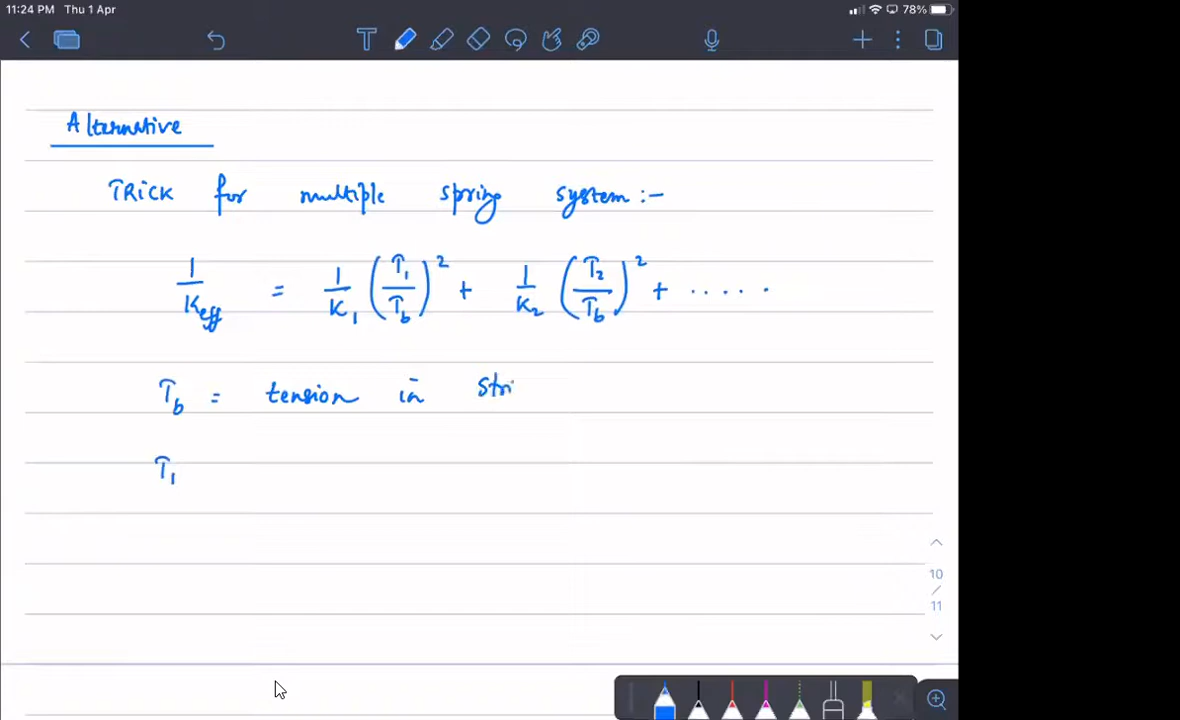 11:24 PM Thu 1 Apr
78%
Alternative
TRICK for multiple spring system :-
1/Keff = 1/K1 (T1/Tb)² + 1/K2 (T2/Tb)² + ......
Tb = tension in stri
T1
10
/
11